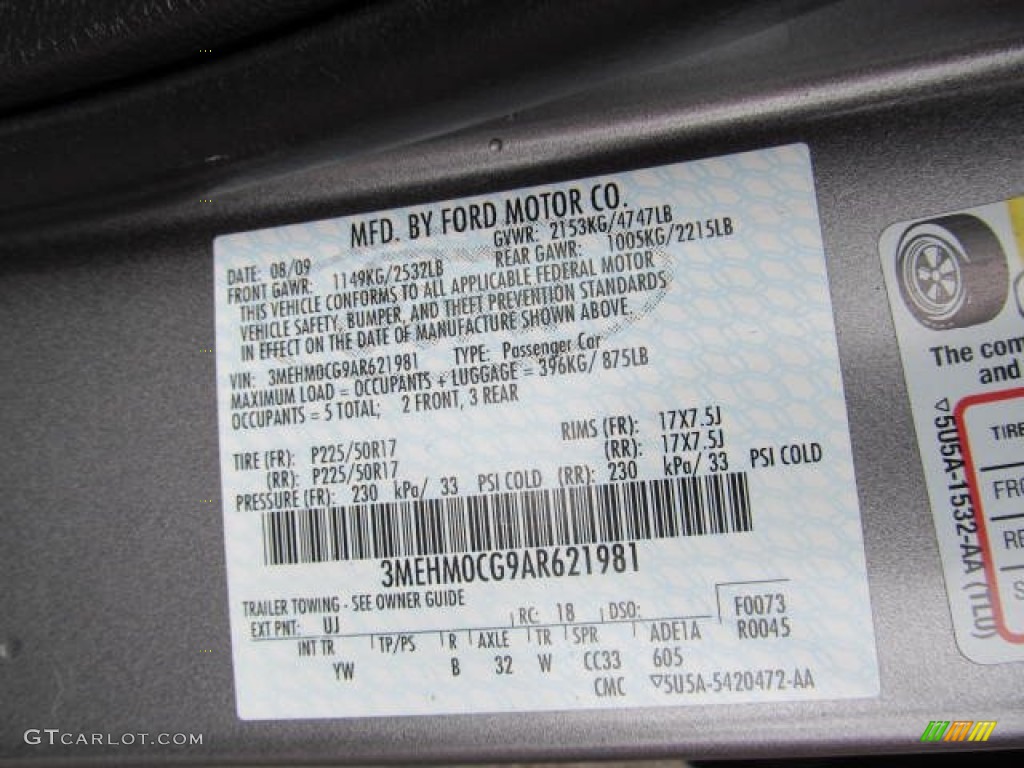 MFD. BY FORD MOTOR CO.
DATE: 08/09 GVWR: 2153KG/4747LB
FRONT GAWR: 1149KG/2532LB REAR GAWR: 1005KG/2215LB
THIS VEHICLE CONFORMS TO ALL APPLICABLE FEDERAL MOTOR
VEHICLE SAFETY, BUMPER, AND THEFT PREVENTION STANDARDS
IN EFFECT ON THE DATE OF MANUFACTURE SHOWN ABOVE.
VIN: 3MEHM0CG9AR621981 TYPE: Passenger Car
MAXIMUM LOAD = OCCUPANTS + LUGGAGE = 396KG/ 875LB
OCCUPANTS = 5 TOTAL; 2 FRONT, 3 REAR
TIRE (FR): P225/50R17 RIMS (FR): 17X7.5J
(RR): P225/50R17 (RR): 17X7.5J
PRESSURE (FR): 230 kPa/ 33 PSI COLD (RR): 230 kPa/ 33 PSI COLD
3MEHM0CG9AR621981
TRAILER TOWING - SEE OWNER GUIDE
EXT PNT: UJ RC: 18 DSO: F0073
INT TR TP/PS R AXLE TR SPR ADE1A R0045
YW B 32 W CC33 605
CMC ▽5U5A-5420472-AA
The com
and
TIRE
FRO
RE
S
▽5U5A-1532-AA (TLU)
GTCARLOT.COM